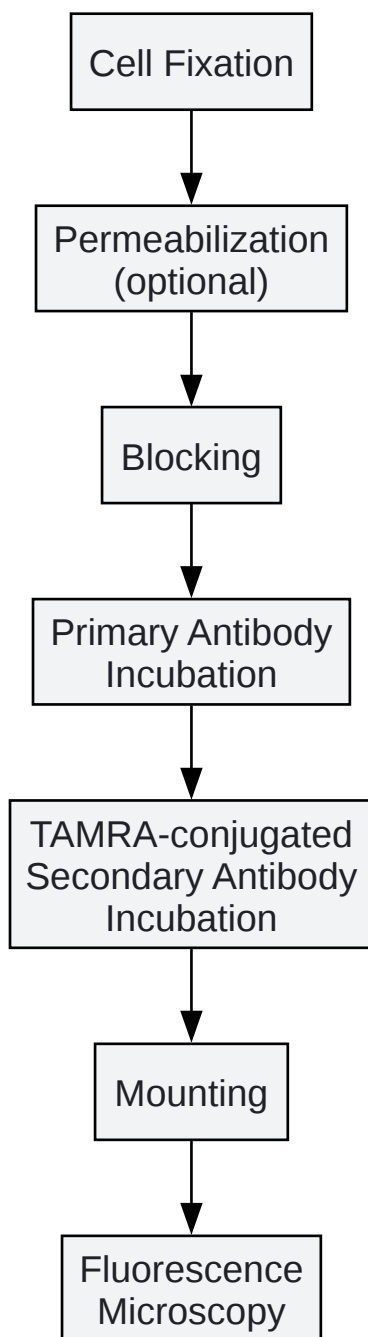 Cell Fixation
Permeabilization
(optional)
Blocking
Primary Antibody
Incubation
TAMRA-conjugated
Secondary Antibody
Incubation
Mounting
Fluorescence
Microscopy